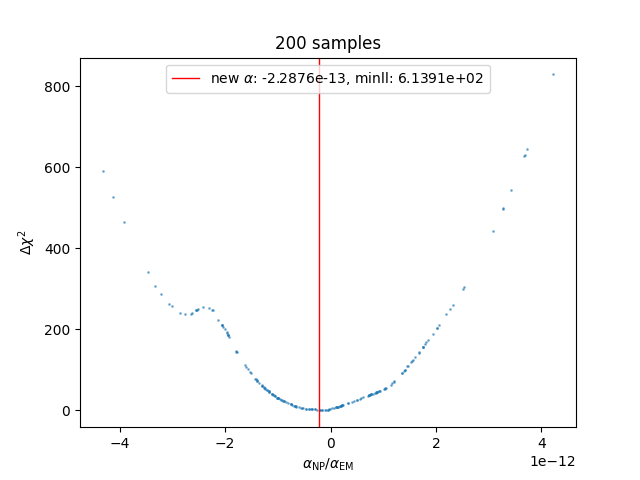 200 samples
new α: -2.2876e-13, minll: 6.1391e+02
Δχ²
800
600
400
200
0
−4
−2
0
2
4
1e−12
α_NP/α_EM